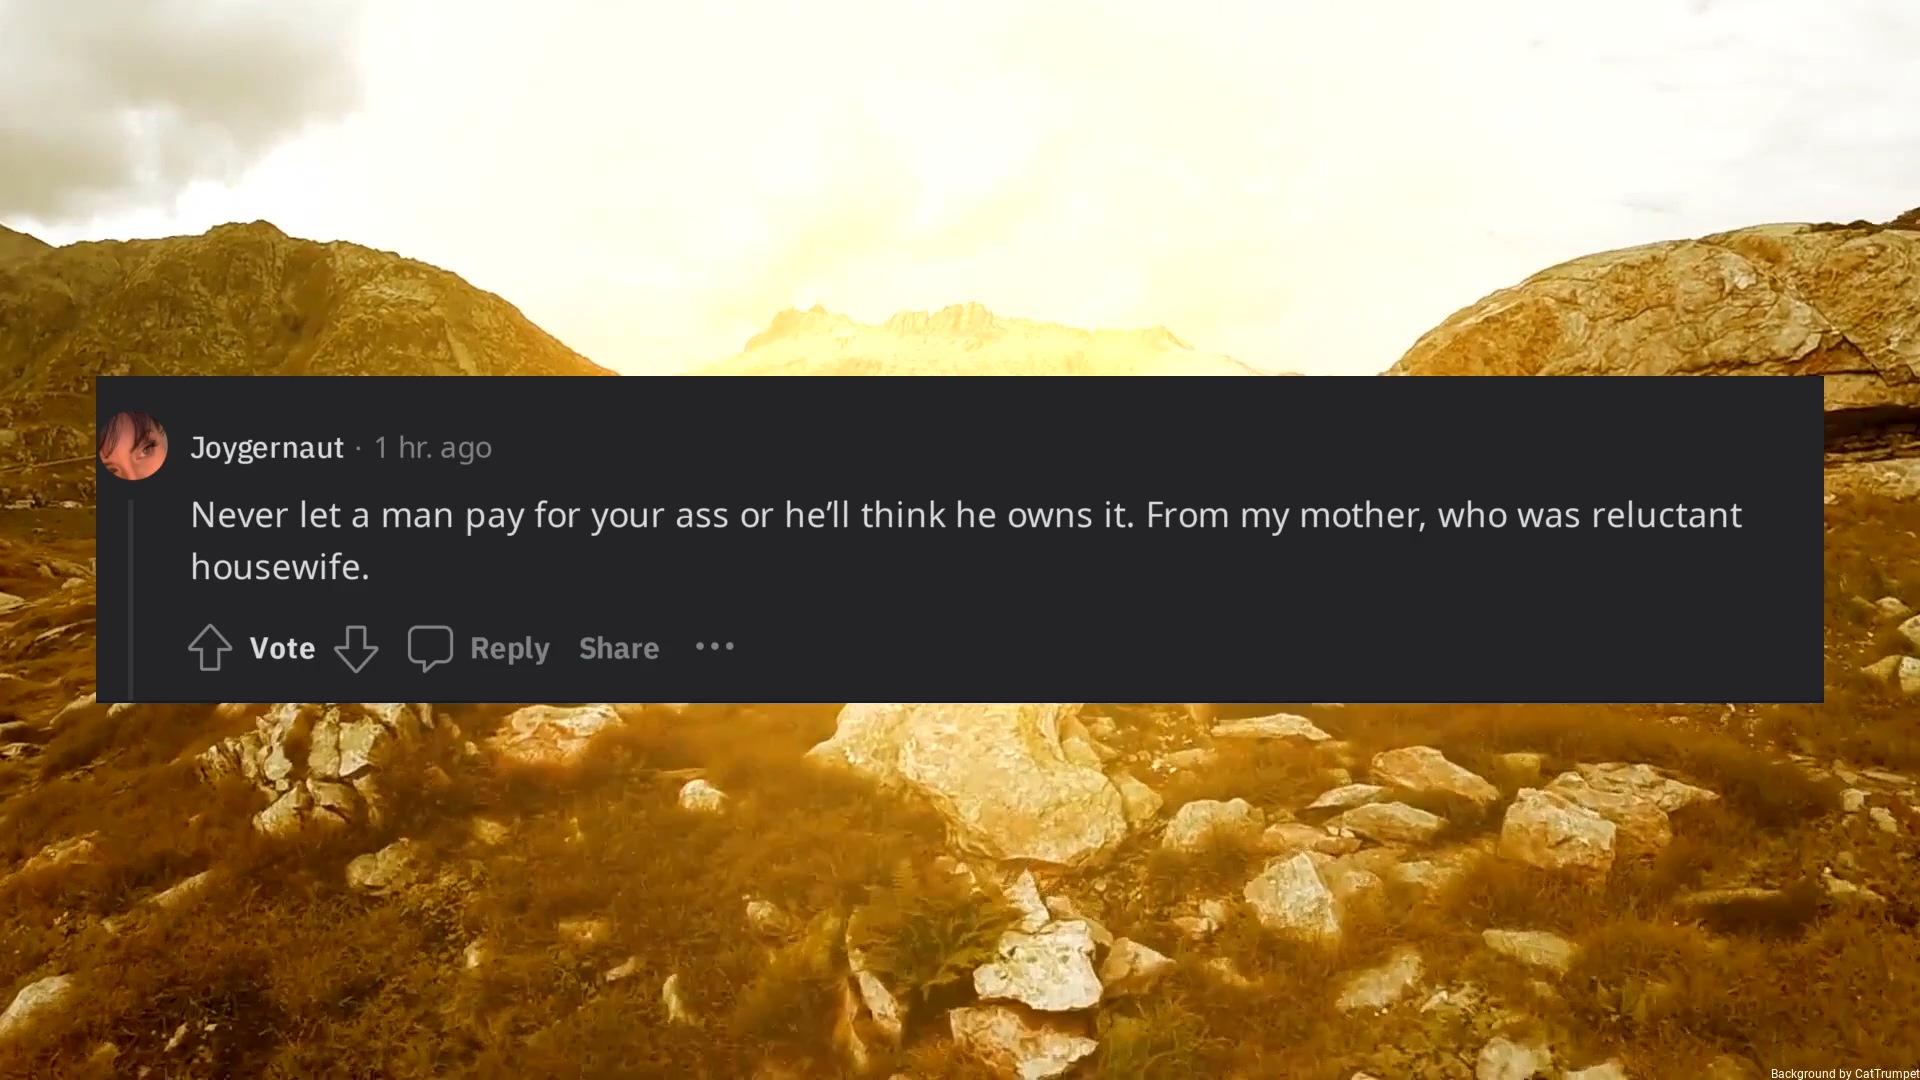 Joygernaut · 1 hr. ago
Never let a man pay for your ass or he’ll think he owns it. From my mother, who was reluctant
housewife.
Vote Reply Share ···
Background by CatTrumpet